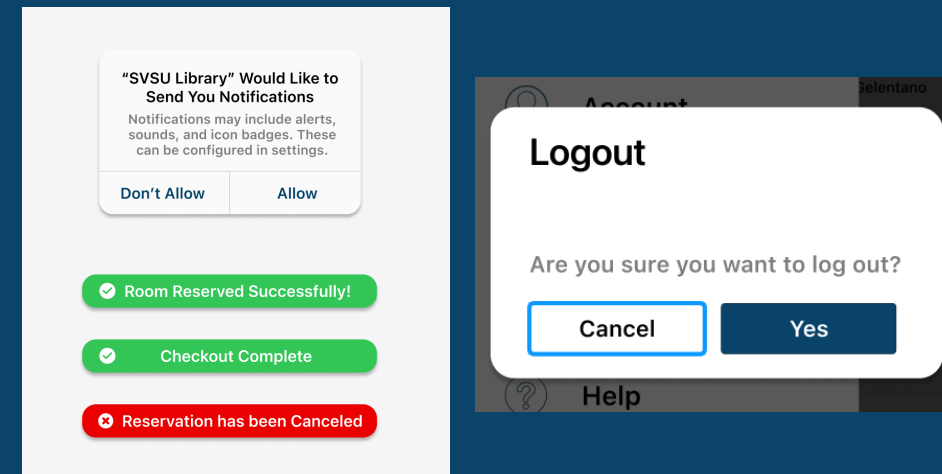 “SVSU Library” Would Like to
Send You Notifications
Notifications may include alerts,
sounds, and icon badges. These
can be configured in settings.
Don’t Allow
Allow
Room Reserved Successfully!
Checkout Complete
Reservation has been Canceled
Account
Selentano
Logout
Are you sure you want to log out?
Cancel
Yes
Help